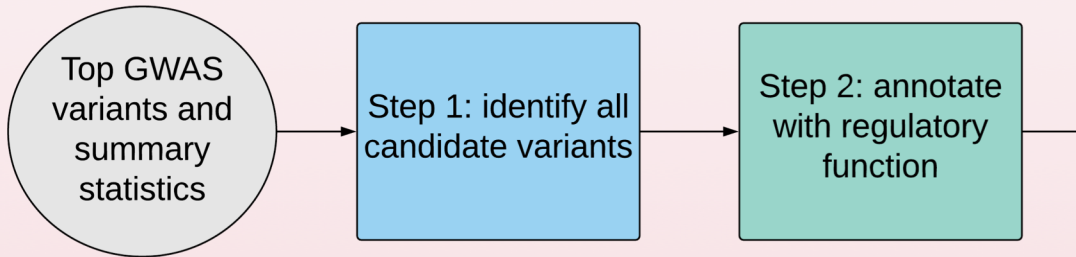 Top GWAS
variants and
summary
statistics
Step 1: identify all
candidate variants
Step 2: annotate
with regulatory
function